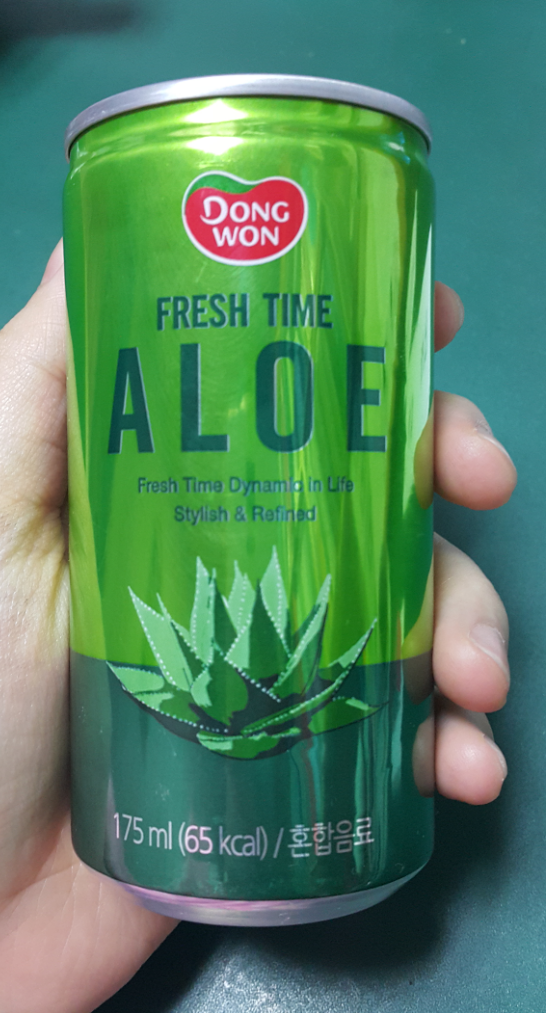 DONG
WON
FRESH TIME
ALOE
Fresh Time Dynamic in Life
Stylish & Refined
175 ml (65 kcal) / 혼합음료